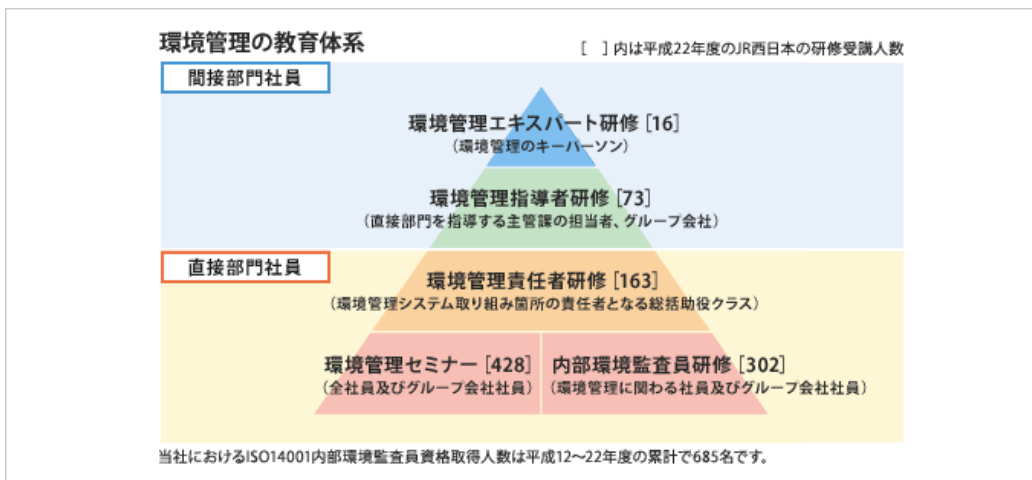 環境管理の教育体系
[　]内は平成22年度のJR西日本の研修受講人数
間接部門社員
環境管理エキスパート研修[16]
(環境管理のキーパーソン)
環境管理指導者研修[73]
(直接部門を指導する主管課の担当者、グループ会社)
直接部門社員
環境管理責任者研修[163]
(環境管理システム取り組み箇所の責任者となる総括助役クラス)
環境管理セミナー[428]
(全社員及びグループ会社社員)
内部環境監査員研修[302]
(環境管理に関わる社員及びグループ会社社員)
当社におけるISO14001内部環境監査員資格取得人数は平成12〜22年度の累計で685名です。